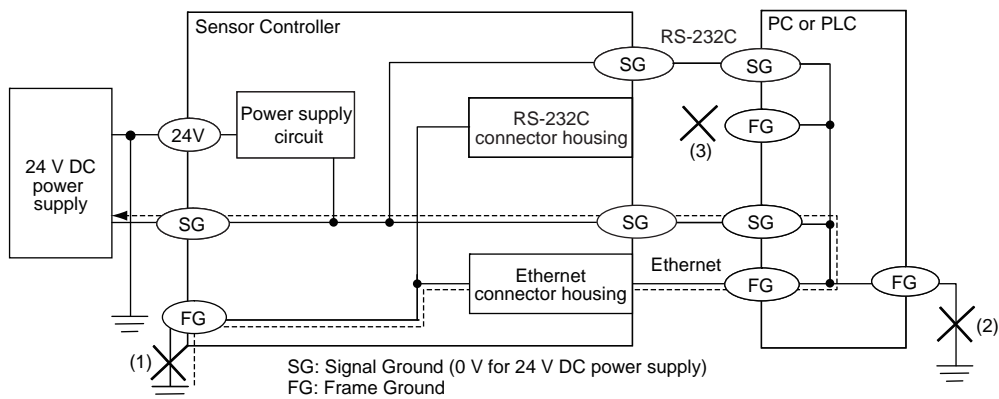 Sensor Controller
PC or PLC
RS-232C
SG
SG
24 V DC
power
supply
24V
Power supply
circuit
RS-232C
connector housing
(3)
FG
SG
SG
SG
Ethernet
connector housing
Ethernet
FG
FG
FG
(1)
(2)
SG: Signal Ground (0 V for 24 V DC power supply)
FG: Frame Ground